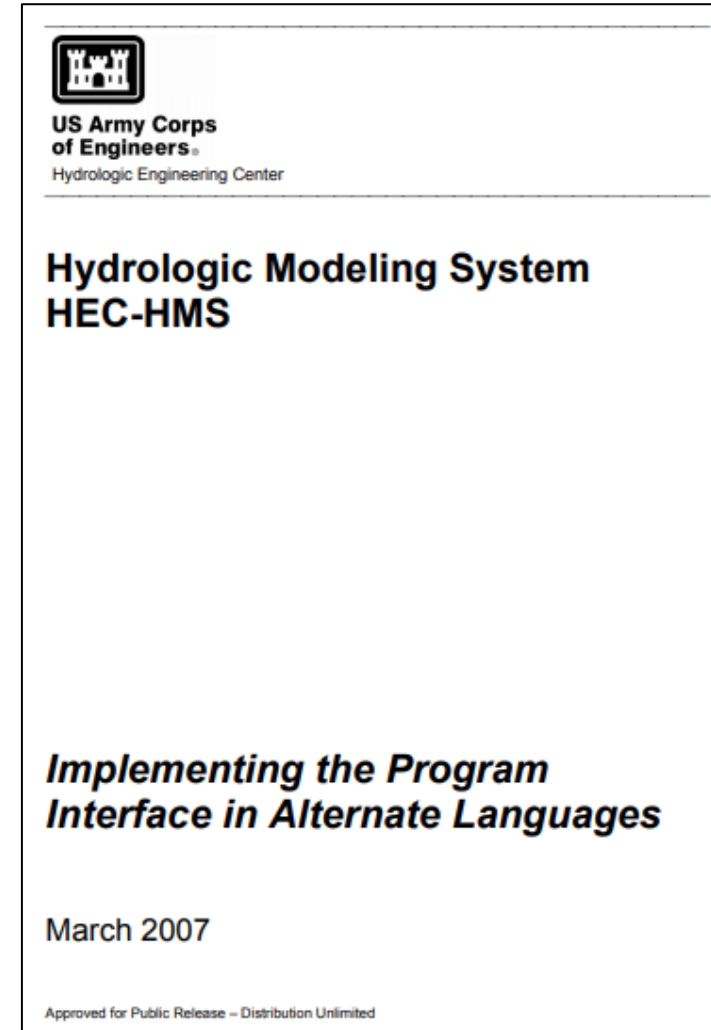 US Army Corps
of Engineers®
Hydrologic Engineering Center
Hydrologic Modeling System
HEC-HMS
Implementing the Program
Interface in Alternate Languages
March 2007
Approved for Public Release – Distribution Unlimited